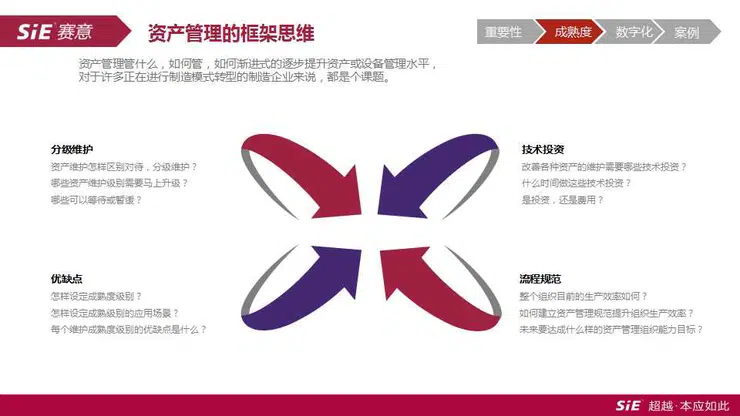 SiE 赛意
资产管理的框架思维
重要性
成熟度
数字化
案例
资产管理管什么，如何管，如何渐进式的逐步提升资产或设备管理水平，
对于许多正在进行制造模式转型的制造企业来说，都是个课题。
分级维护
资产维护怎样区别对待，分级维护？
哪些资产维护级别需要马上升级？
哪些可以等待或暂缓？
技术投资
改善各种资产的维护需要哪些技术投资？
什么时间做这些技术投资？
是投资，还是费用？
优缺点
怎样设定成熟度级别？
怎样设定成熟级别的应用场景？
每个维护成熟度级别的优缺点是什么？
流程规范
整个组织目前的生产效率如何？
如何建立资产管理规范提升组织生产效率？
未来要达成什么样的资产管理组织能力目标？
SiE 超越·本应如此